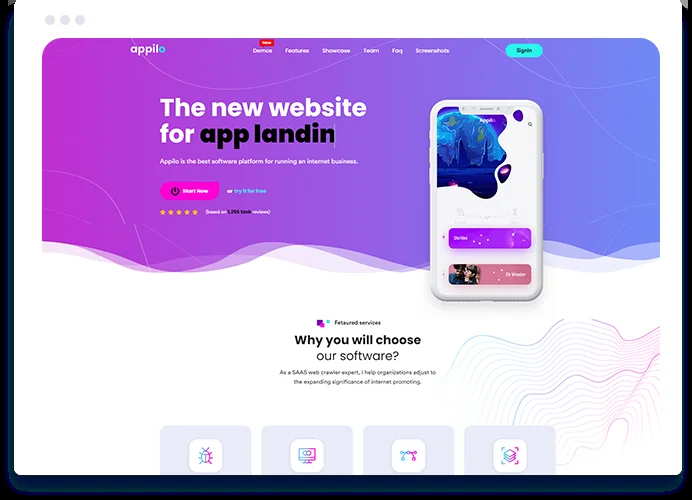 appilo
New
Demos Features Showcase Team Faq Screenshots
SignIn
The new website
for app landin
Appilo is the best software platform for running an internet business.
Start Now or try it for free
(based on 1,255 task reviews)
Appilo
Skrillex
Oh Wonder
Fetaured services
Why you will choose
our software?
As a SAAS web crawler expert, I help organizations adjust to
the expanding significance of internet promoting.